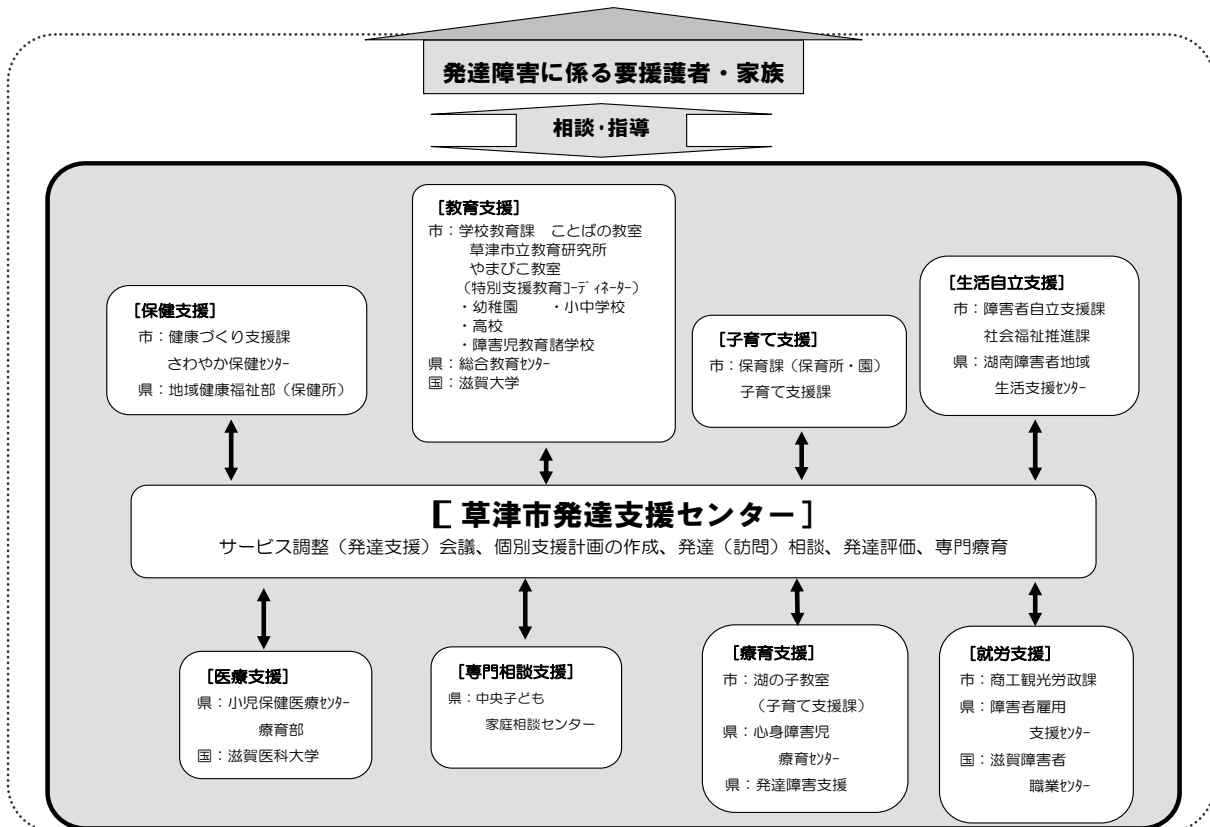 発達障害に係る要援護者・家族
相談・指導
[教育支援]
市：学校教育課　ことばの教室
草津市立教育研究所
やまびこ教室
（特別支援教育ｺｰﾃﾞｨﾈｰﾀｰ）
・幼稚園　　・小中学校
・高校
・障害児教育諸学校
県：総合教育ｾﾝﾀｰ
国：滋賀大学
[保健支援]
市：健康づくり支援課
さわやか保健ｾﾝﾀｰ
県：地域健康福祉部（保健所）
[子育て支援]
市：保育課（保育所・園）
子育て支援課
[生活自立支援]
市：障害者自立支援課
社会福祉推進課
県：湖南障害者地域
生活支援ｾﾝﾀｰ
[ 草津市発達支援センター ]
サービス調整（発達支援）会議、個別支援計画の作成、発達（訪問）相談、発達評価、専門療育
[医療支援]
県：小児保健医療ｾﾝﾀｰ
療育部
国：滋賀医科大学
[専門相談支援]
県：中央子ども
家庭相談センター
[療育支援]
市：湖の子教室
（子育て支援課）
県：心身障害児
療育ｾﾝﾀｰ
県：発達障害支援
[就労支援]
市：商工観光労政課
県：障害者雇用
支援ｾﾝﾀｰ
国：滋賀障害者
職業ｾﾝﾀｰ